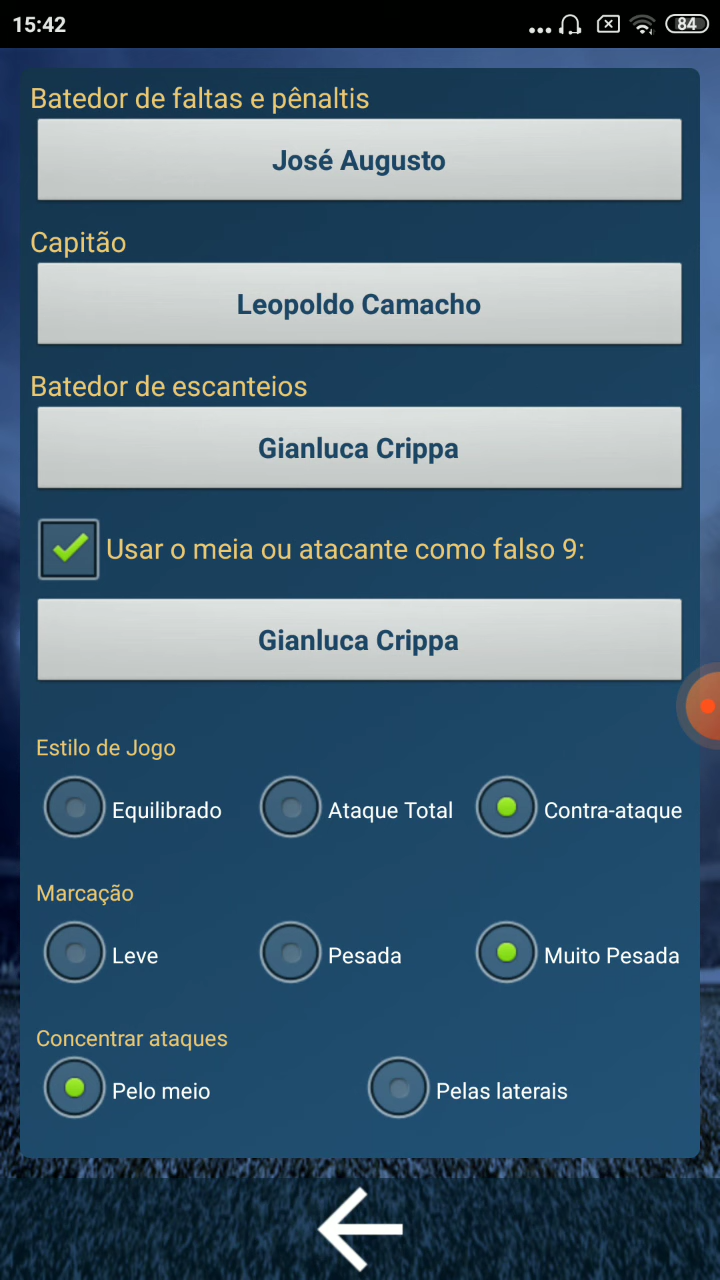 15:42
84
Batedor de faltas e pênaltis
José Augusto
Capitão
Leopoldo Camacho
Batedor de escanteios
Gianluca Crippa
Usar o meia ou atacante como falso 9:
Gianluca Crippa
Estilo de Jogo
Equilibrado Ataque Total Contra-ataque
Marcação
Leve Pesada Muito Pesada
Concentrar ataques
Pelo meio Pelas laterais